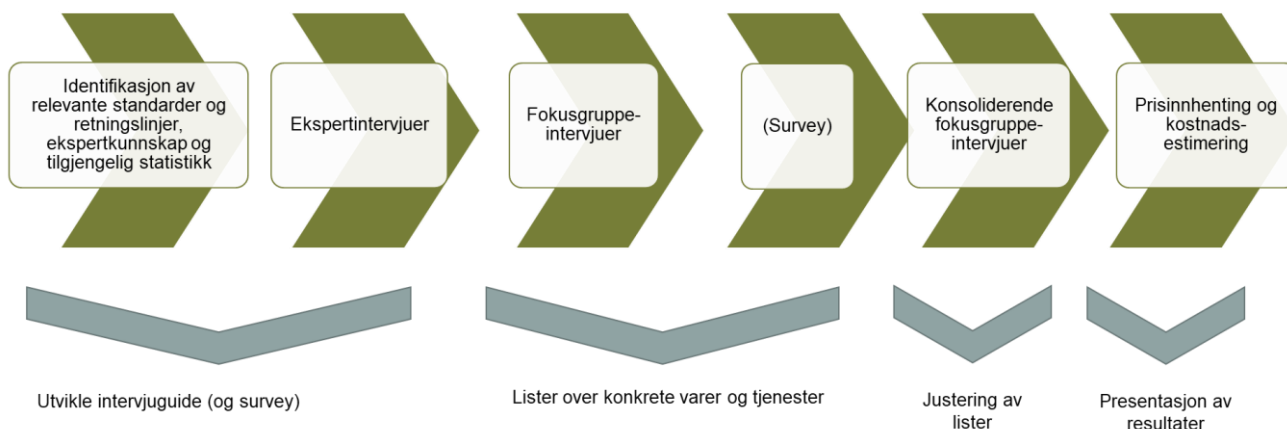 Identifikasjon av
relevante standarder og
retningslinjer,
ekspertkunnskap og
tilgjengelig statistikk
Ekspertintervjuer
Fokusgruppe-
intervjuer
(Survey)
Konsoliderende
fokusgruppe-
intervjuer
Prisinnhenting og
kostnads-
estimering
Utvikle intervjuguide (og survey)
Lister over konkrete varer og tjenester
Justering av
lister
Presentasjon av
resultater